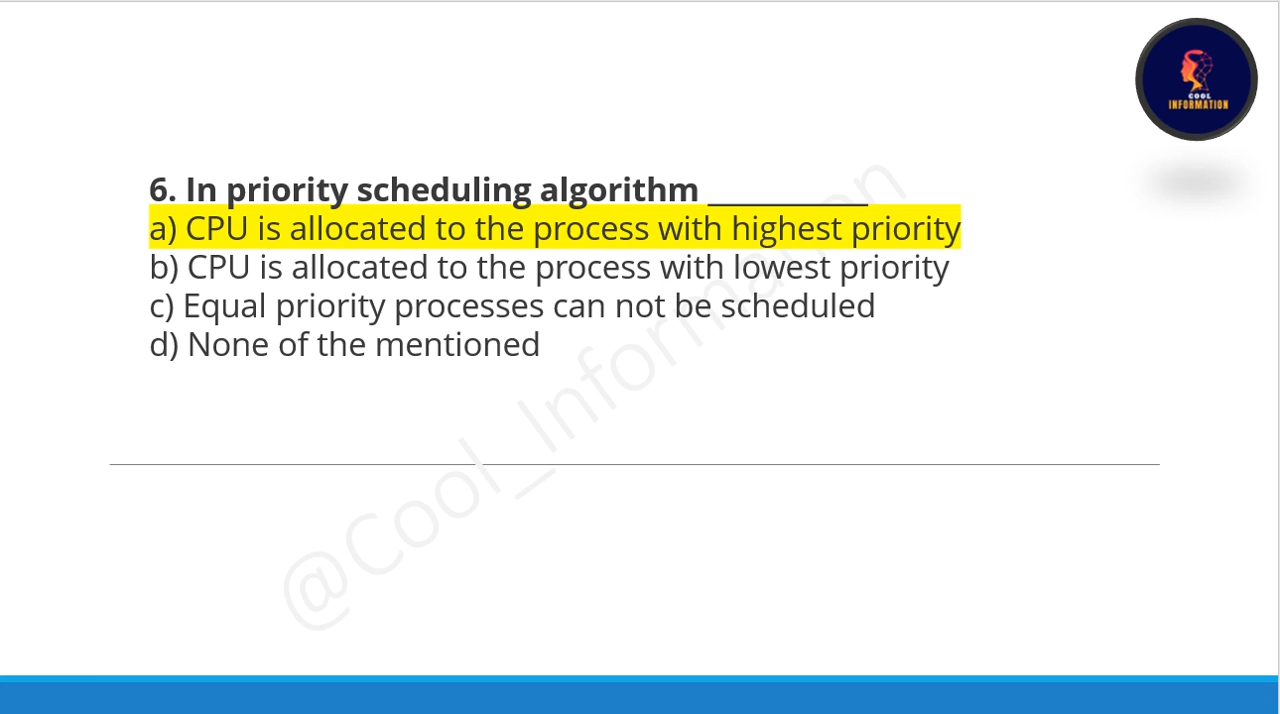 COOL
INFORMATION
6. In priority scheduling algorithm ____________
a) CPU is allocated to the process with highest priority
b) CPU is allocated to the process with lowest priority
c) Equal priority processes can not be scheduled
d) None of the mentioned
@Cool_Information